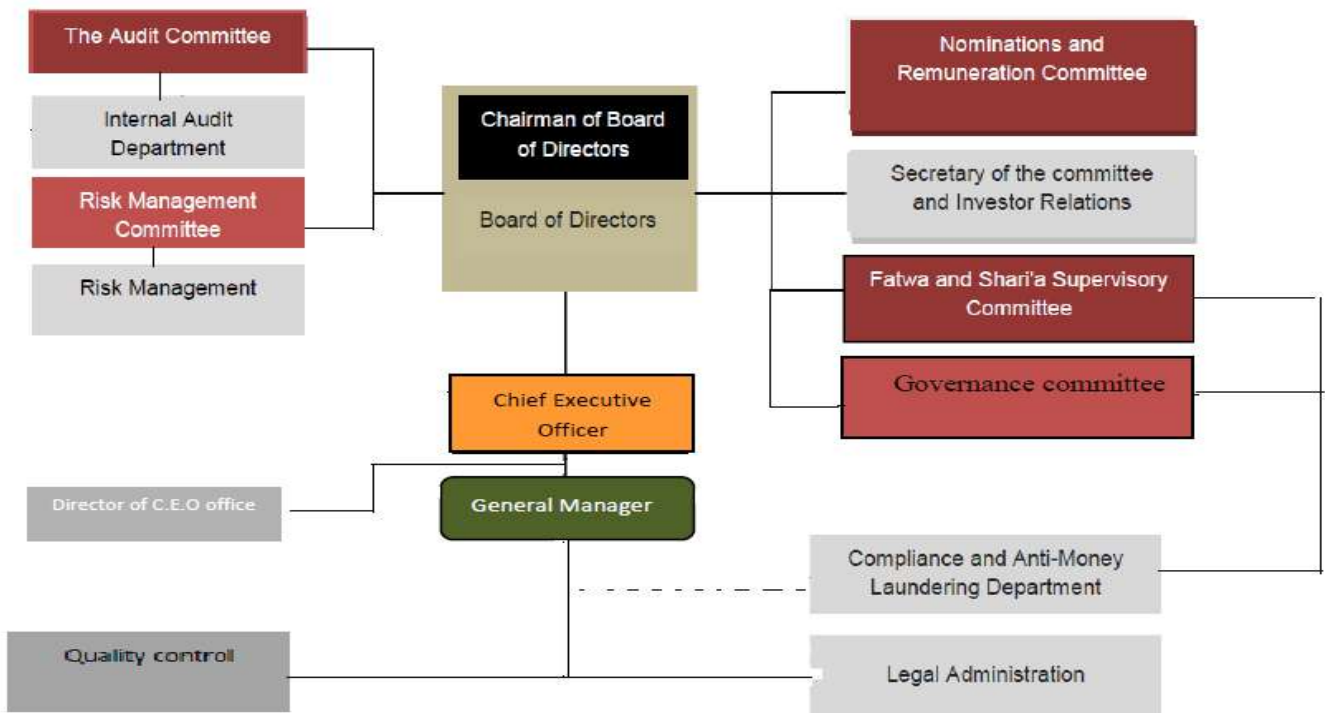 The Audit Committee
Internal Audit
Department
Risk Management
Committee
Risk Management
Chairman of Board
of Directors
Board of Directors
Nominations and
Remuneration Committee
Secretary of the committee
and Investor Relations
Fatwa and Shari'a Supervisory
Committee
Governance committee
Chief Executive
Officer
Director of C.E.O office
General Manager
Compliance and Anti-Money
Laundering Department
Quality controll
Legal Administration